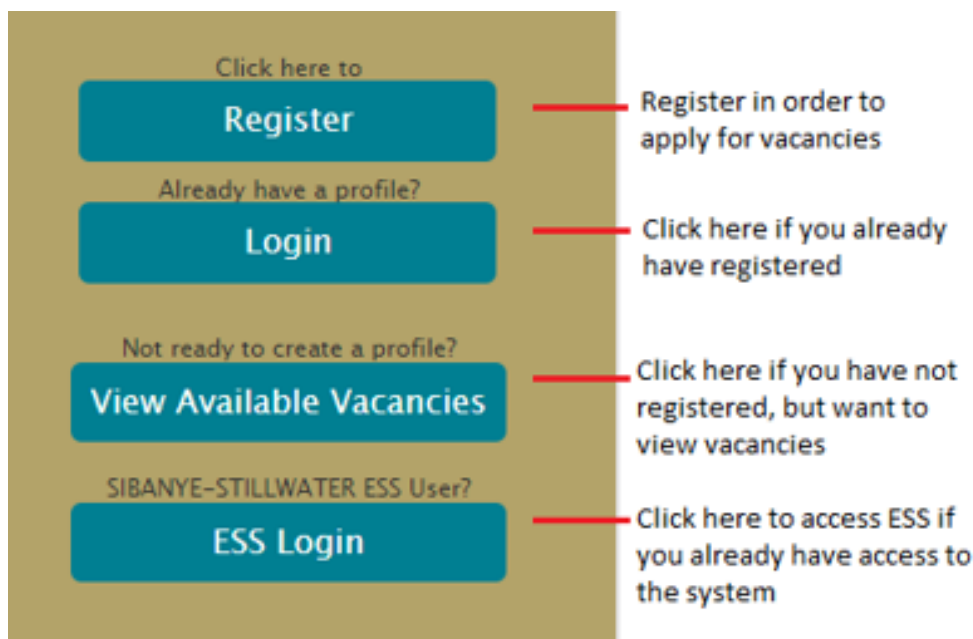 Click here to
Register
Register in order to
apply for vacancies
Already have a profile?
Login
Click here if you already
have registered
Not ready to create a profile?
View Available Vacancies
Click here if you have not
registered, but want to
view vacancies
SIBANYE-STILLWATER ESS User?
ESS Login
Click here to access ESS if
you already have access to
the system